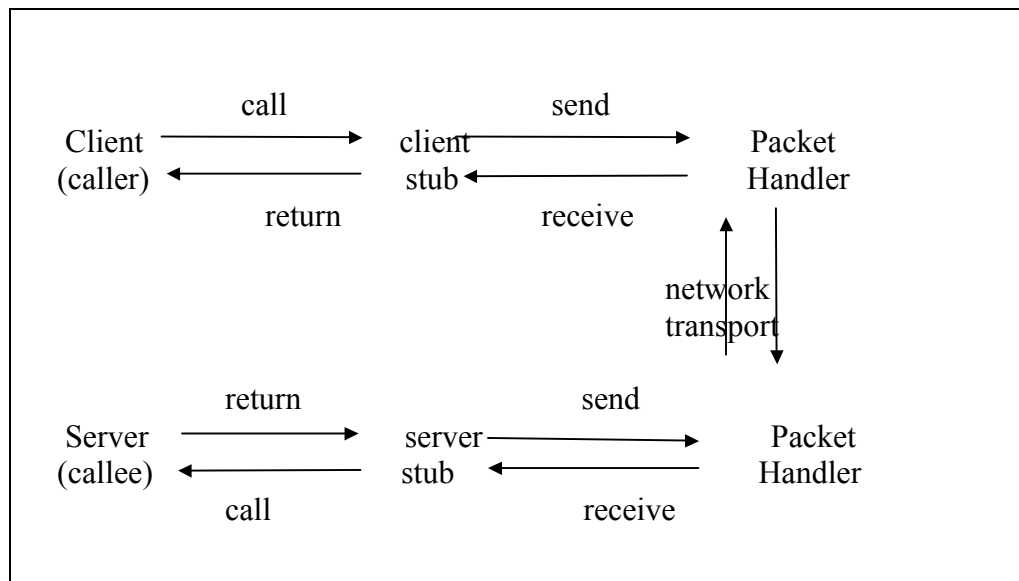 call
send
Client
(caller)
client
stub
Packet
Handler
return
receive
network
transport
return
send
Server
(callee)
server
stub
Packet
Handler
call
receive